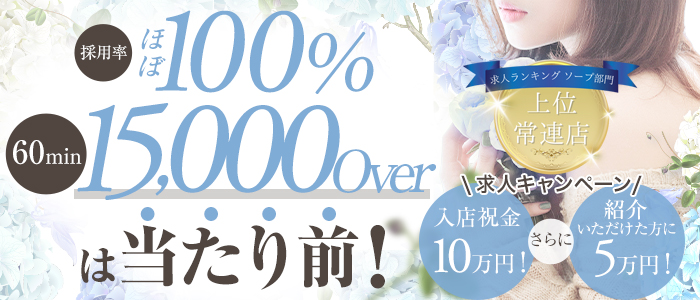 採用率
ほぼ100%
60min
15,000Over
は当たり前！
求人ランキング ソープ部門
上位
常連店
\ 求人キャンペーン /
入店祝金
10万円！
さらに
紹介
いただけた方に
5万円！